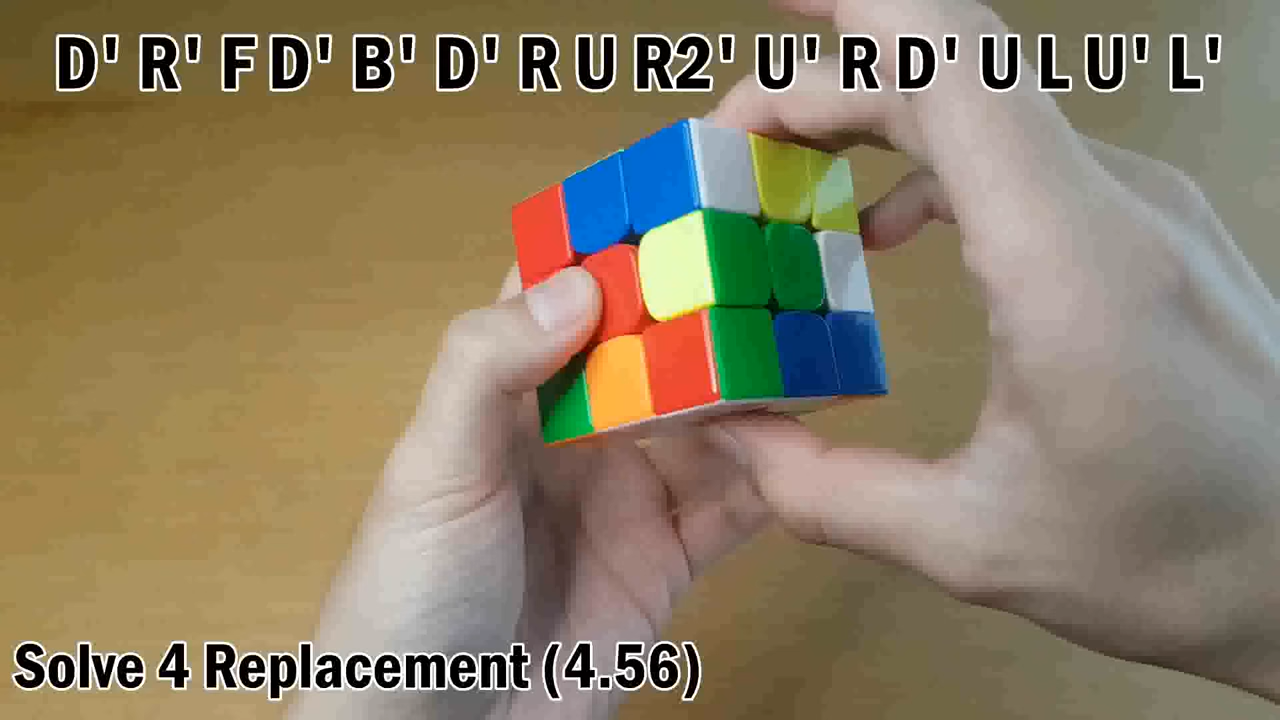 D' R' F D' B' D' R U R2' U' R D' U L U' L'
Solve 4 Replacement (4.56)